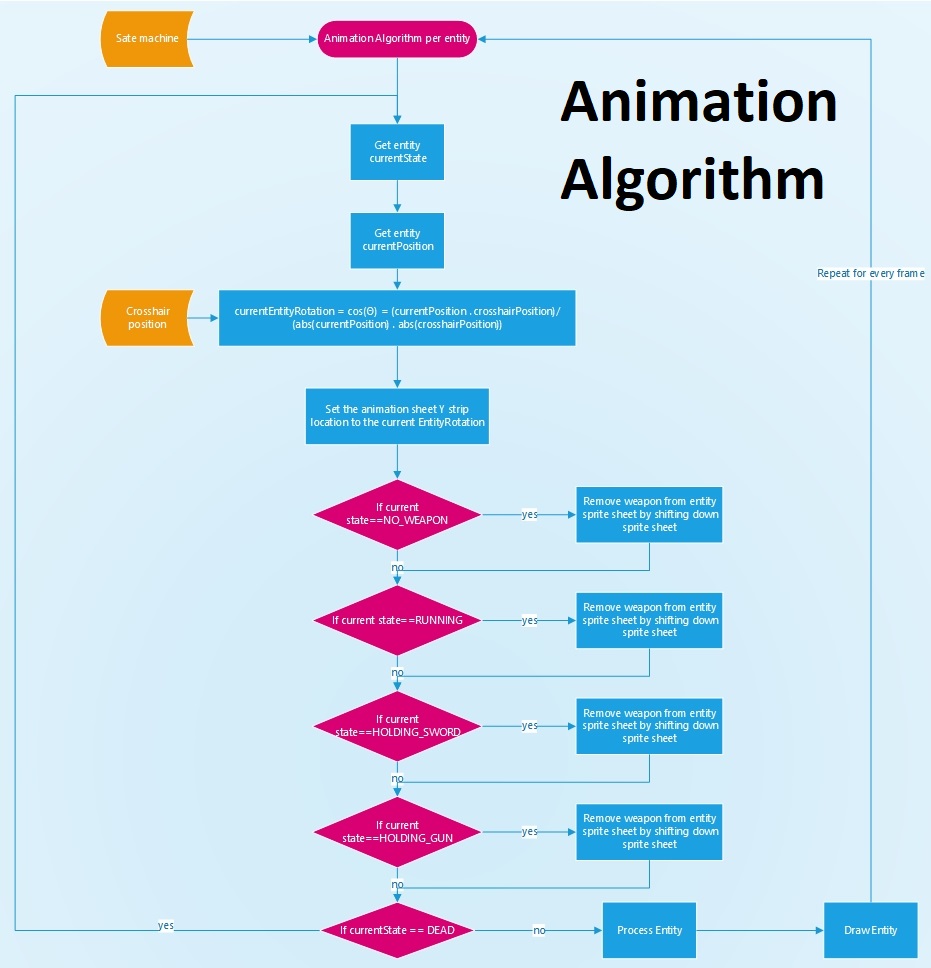 Sate machine
Animation Algorithm per entity
Animation
Algorithm
Get entity
currentState
Get entity
currentPosition
Repeat for every frame
Crosshair
position
currentEntityRotation = cos(Θ) = (currentPosition . crosshairPosition)/
(abs(currentPosition) . abs(crosshairPosition))
Set the animation sheet Y strip
location to the current EntityRotation
If current
state==NO_WEAPON
yes
Remove weapon from entity
sprite sheet by shifting down
sprite sheet
no
If current state==RUNNING
yes
Remove weapon from entity
sprite sheet by shifting down
sprite sheet
no
If current
state==HOLDING_SWORD
yes
Remove weapon from entity
sprite sheet by shifting down
sprite sheet
no
If current
state==HOLDING_GUN
yes
Remove weapon from entity
sprite sheet by shifting down
sprite sheet
no
yes
If currentState == DEAD
no
Process Entity
Draw Entity